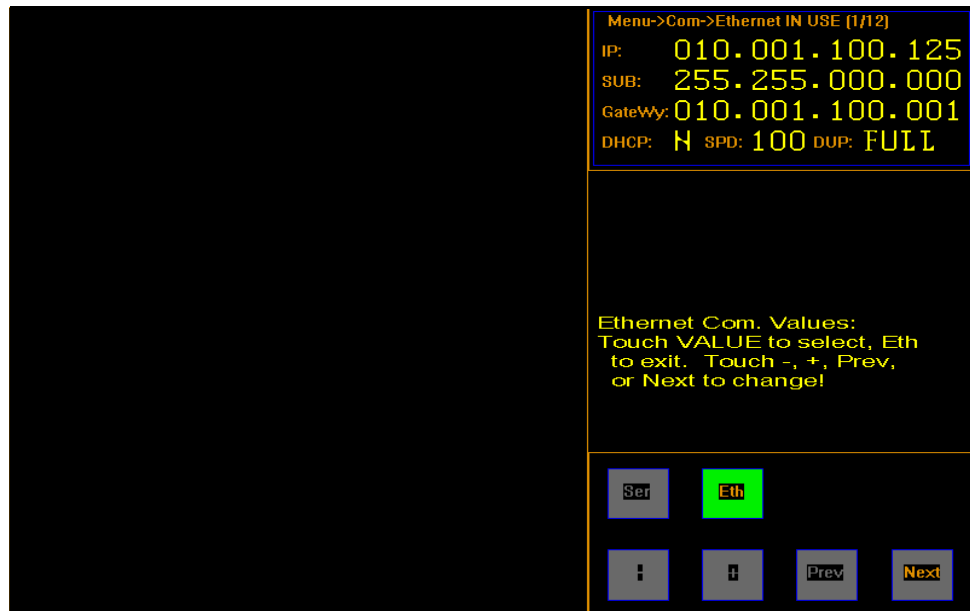 Menu->Com->Ethernet IN USE (1/12)
IP: 010.001.100.125
SUB: 255.255.000.000
GateWy: 010.001.100.001
DHCP: N SPD: 100 DUP: FULL
Ethernet Com. Values:
Touch VALUE to select, Eth
to exit. Touch -, +, Prev,
or Next to change!
Ser Eth
- + Prev Next